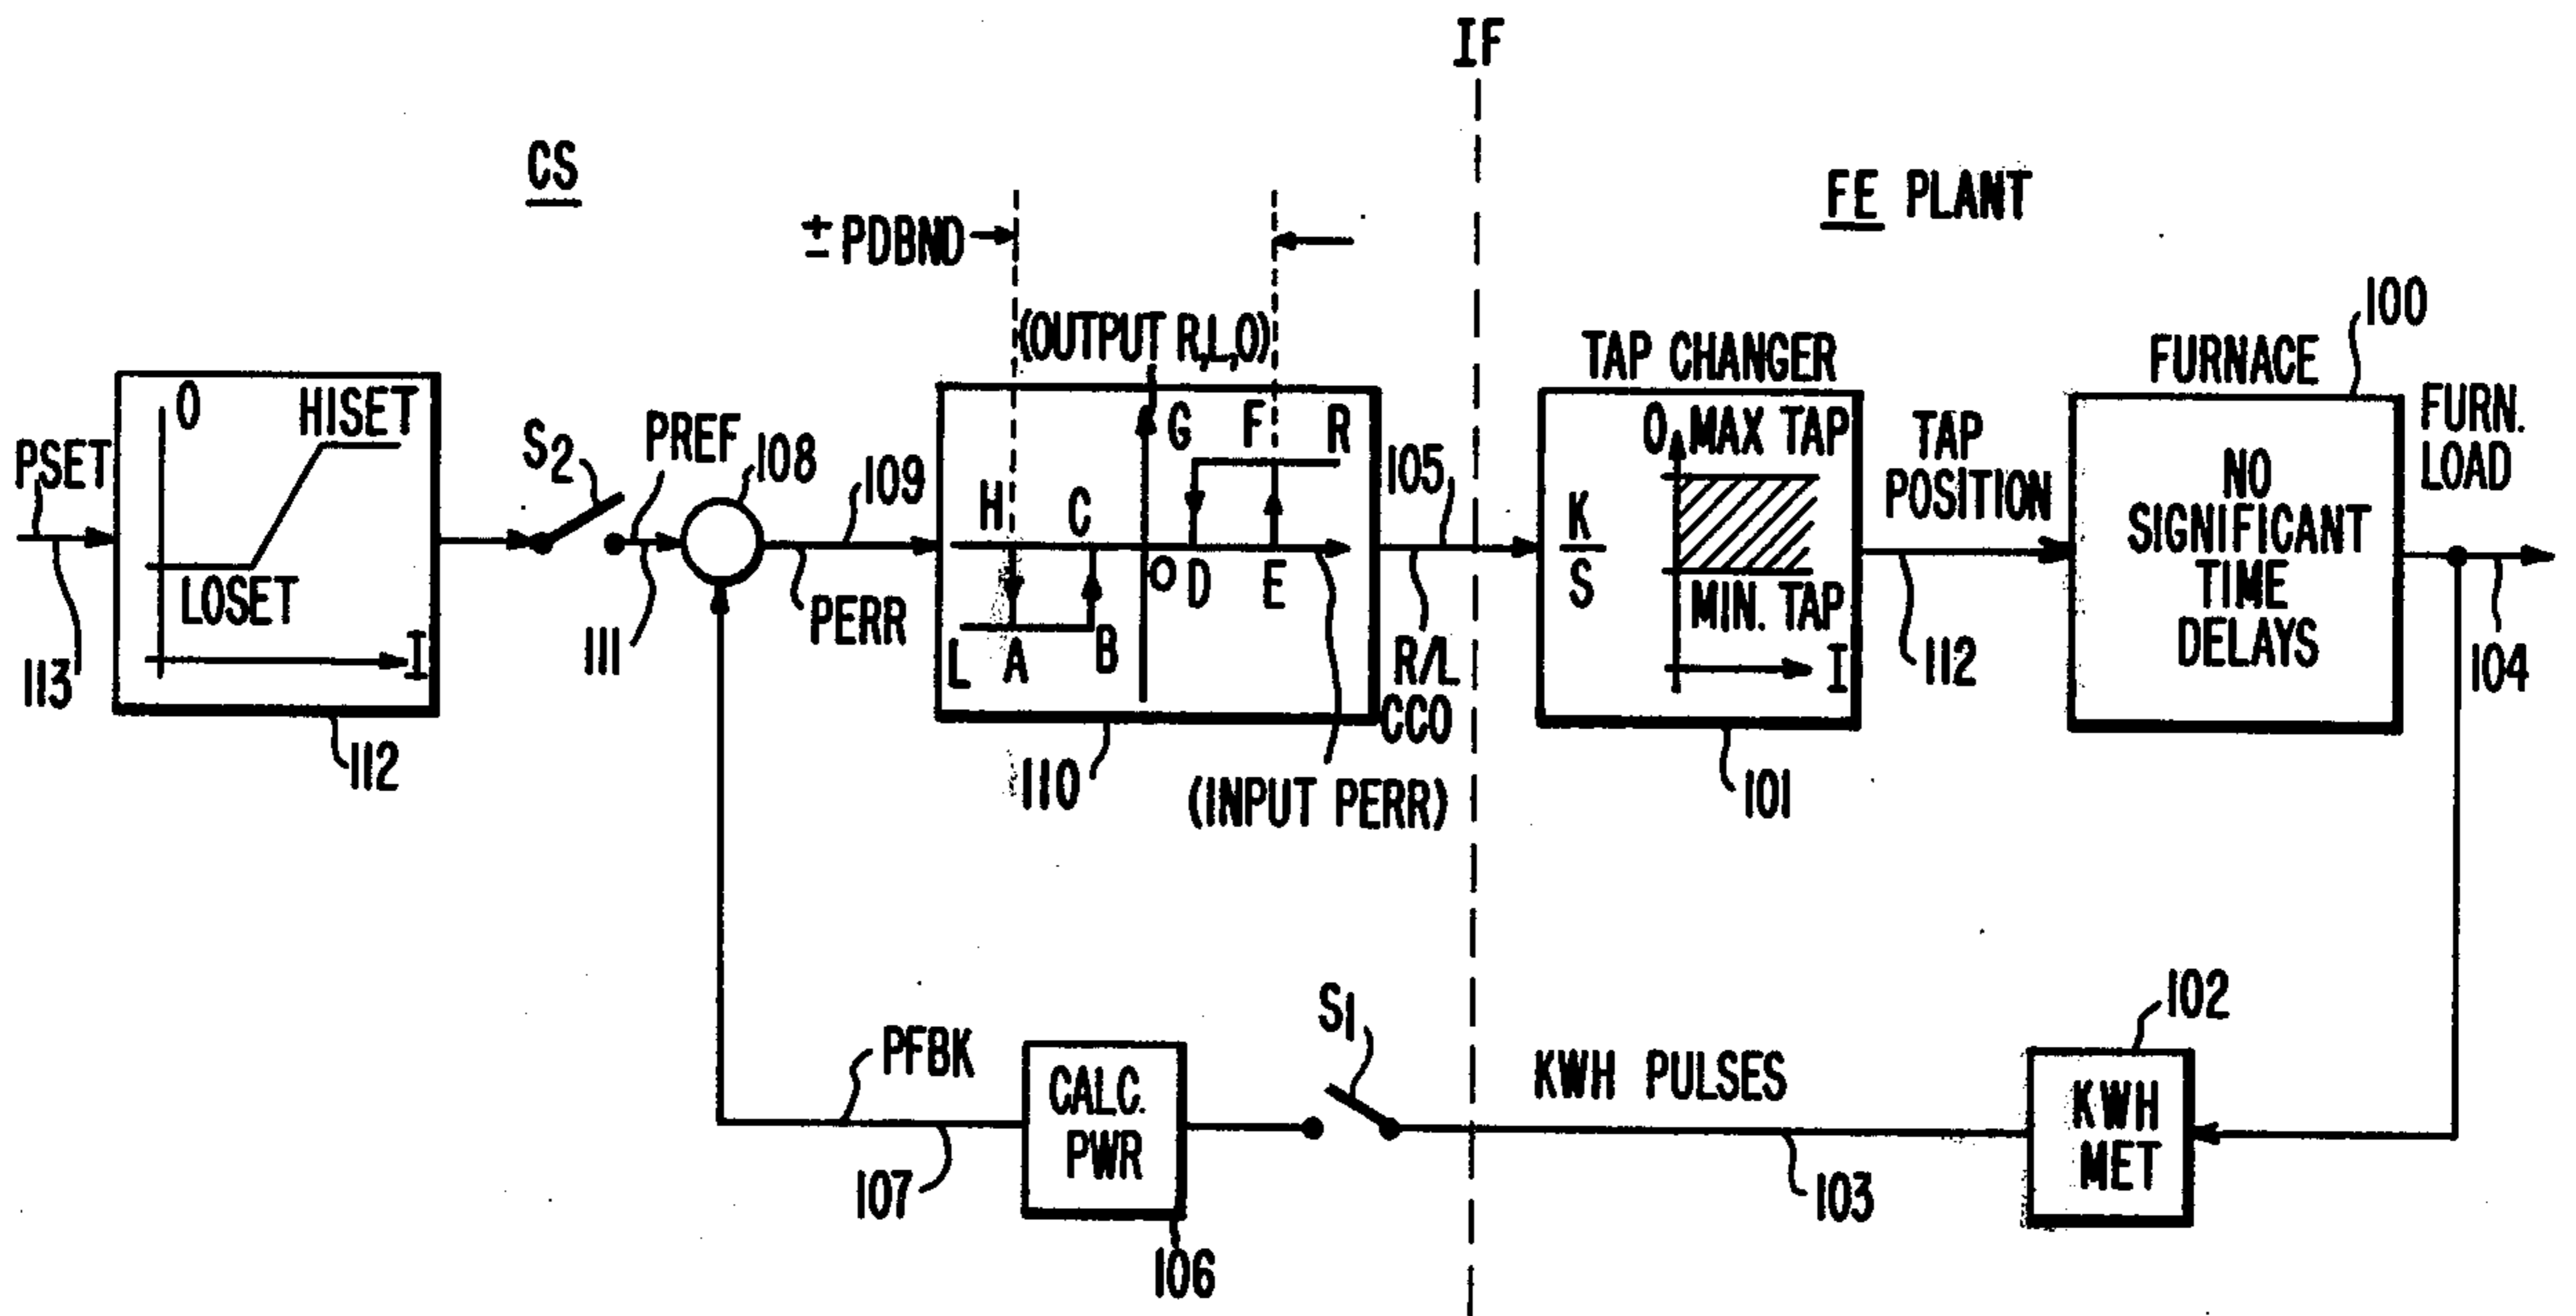 IF
CS
FE PLANT
± PDBND
(OUTPUT R,L,O)
TAP CHANGER
FURNACE
100
PSET
113
O
HISET
LOSET
I
112
S2
PREF
111
108
109
PERR
H
C
G
F
R
O
D
E
L
A
B
110
(INPUT PERR)
105
R/L
CCO
K
S
O
MAX TAP
MIN. TAP
I
101
TAP
POSITION
112
NO
SIGNIFICANT
TIME
DELAYS
FURN.
LOAD
104
PFBK
107
CALC.
PWR
106
S1
KWH PULSES
103
102
KWH
MET